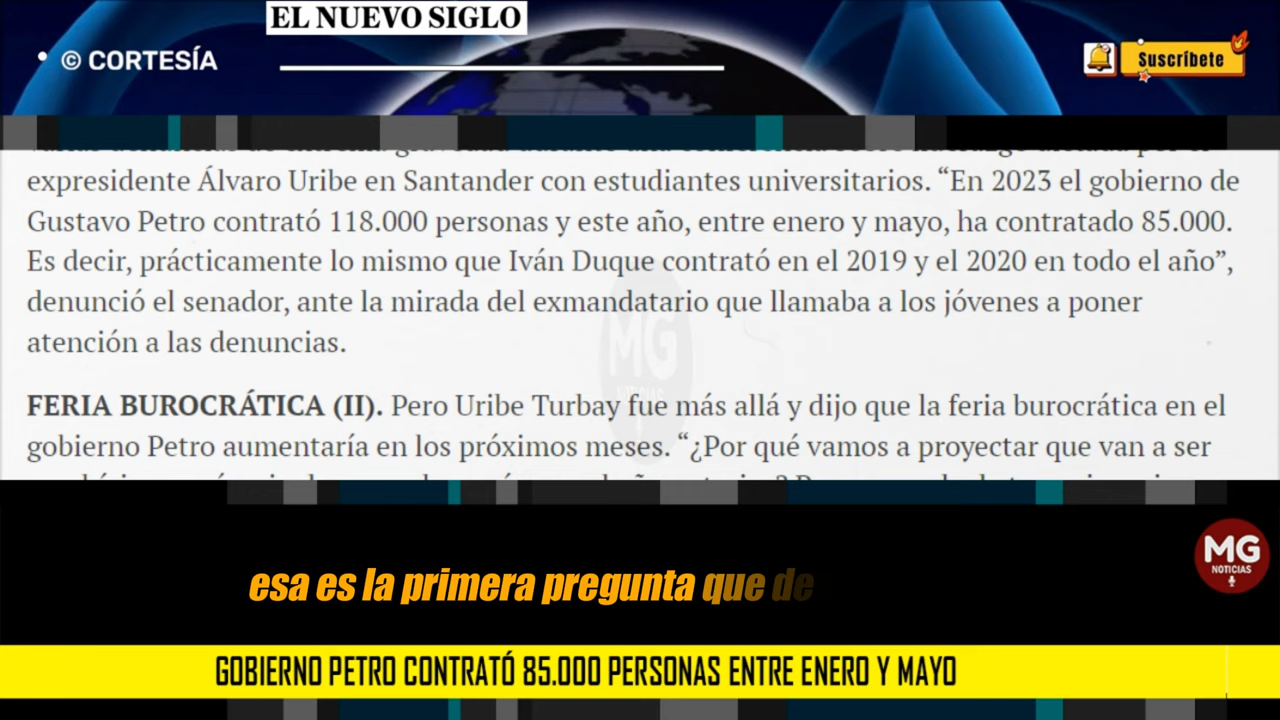 EL NUEVO SIGLO
© CORTESÍA
Suscríbete
expresidente Álvaro Uribe en Santander con estudiantes universitarios. “En 2023 el gobierno de
Gustavo Petro contrató 118.000 personas y este año, entre enero y mayo, ha contratado 85.000.
Es decir, prácticamente lo mismo que Iván Duque contrató en el 2019 y el 2020 en todo el año”,
denunció el senador, ante la mirada del exmandatario que llamaba a los jóvenes a poner
atención a las denuncias.
FERIA BUROCRÁTICA (II). Pero Uribe Turbay fue más allá y dijo que la feria burocrática en el
gobierno Petro aumentaría en los próximos meses. “¿Por qué vamos a proyectar que van a ser
MG
NOTICIAS
esa es la primera pregunta que de
MG
NOTICIAS
GOBIERNO PETRO CONTRATÓ 85.000 PERSONAS ENTRE ENERO Y MAYO